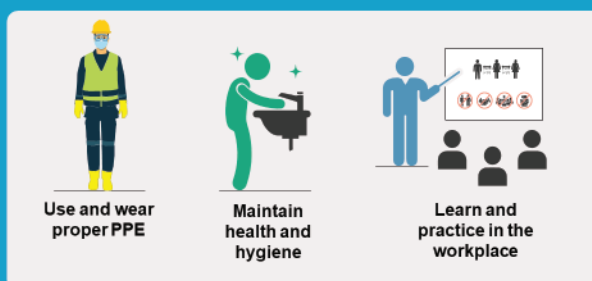 Use and wear
proper PPE
Maintain
health and
hygiene
Learn and
practice in the
workplace